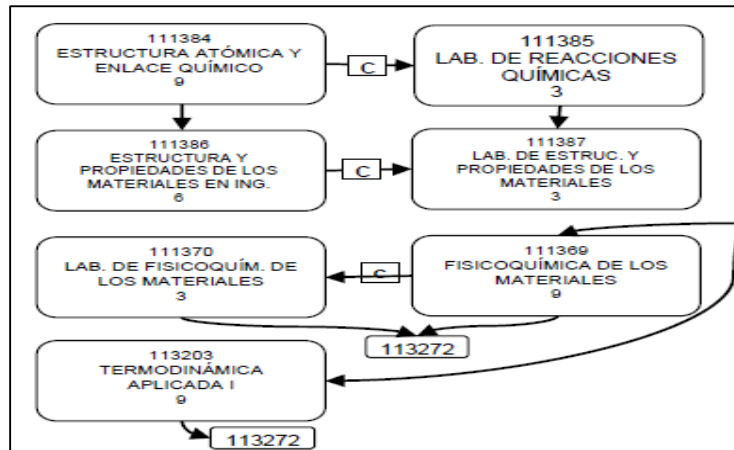 111384
ESTRUCTURA ATÓMICA Y
ENLACE QUÍMICO
9
C
111385
LAB. DE REACCIONES
QUÍMICAS
3
111386
ESTRUCTURA Y
PROPIEDADES DE LOS
MATERIALES EN ING.
6
C
111387
LAB. DE ESTRUC. Y
PROPIEDADES DE LOS
MATERIALES
3
111370
LAB. DE FISICOQUÍM. DE
LOS MATERIALES
3
C
111369
FISICOQUÍMICA DE LOS
MATERIALES
9
113272
113203
TERMODINÁMICA
APLICADA I
9
113272